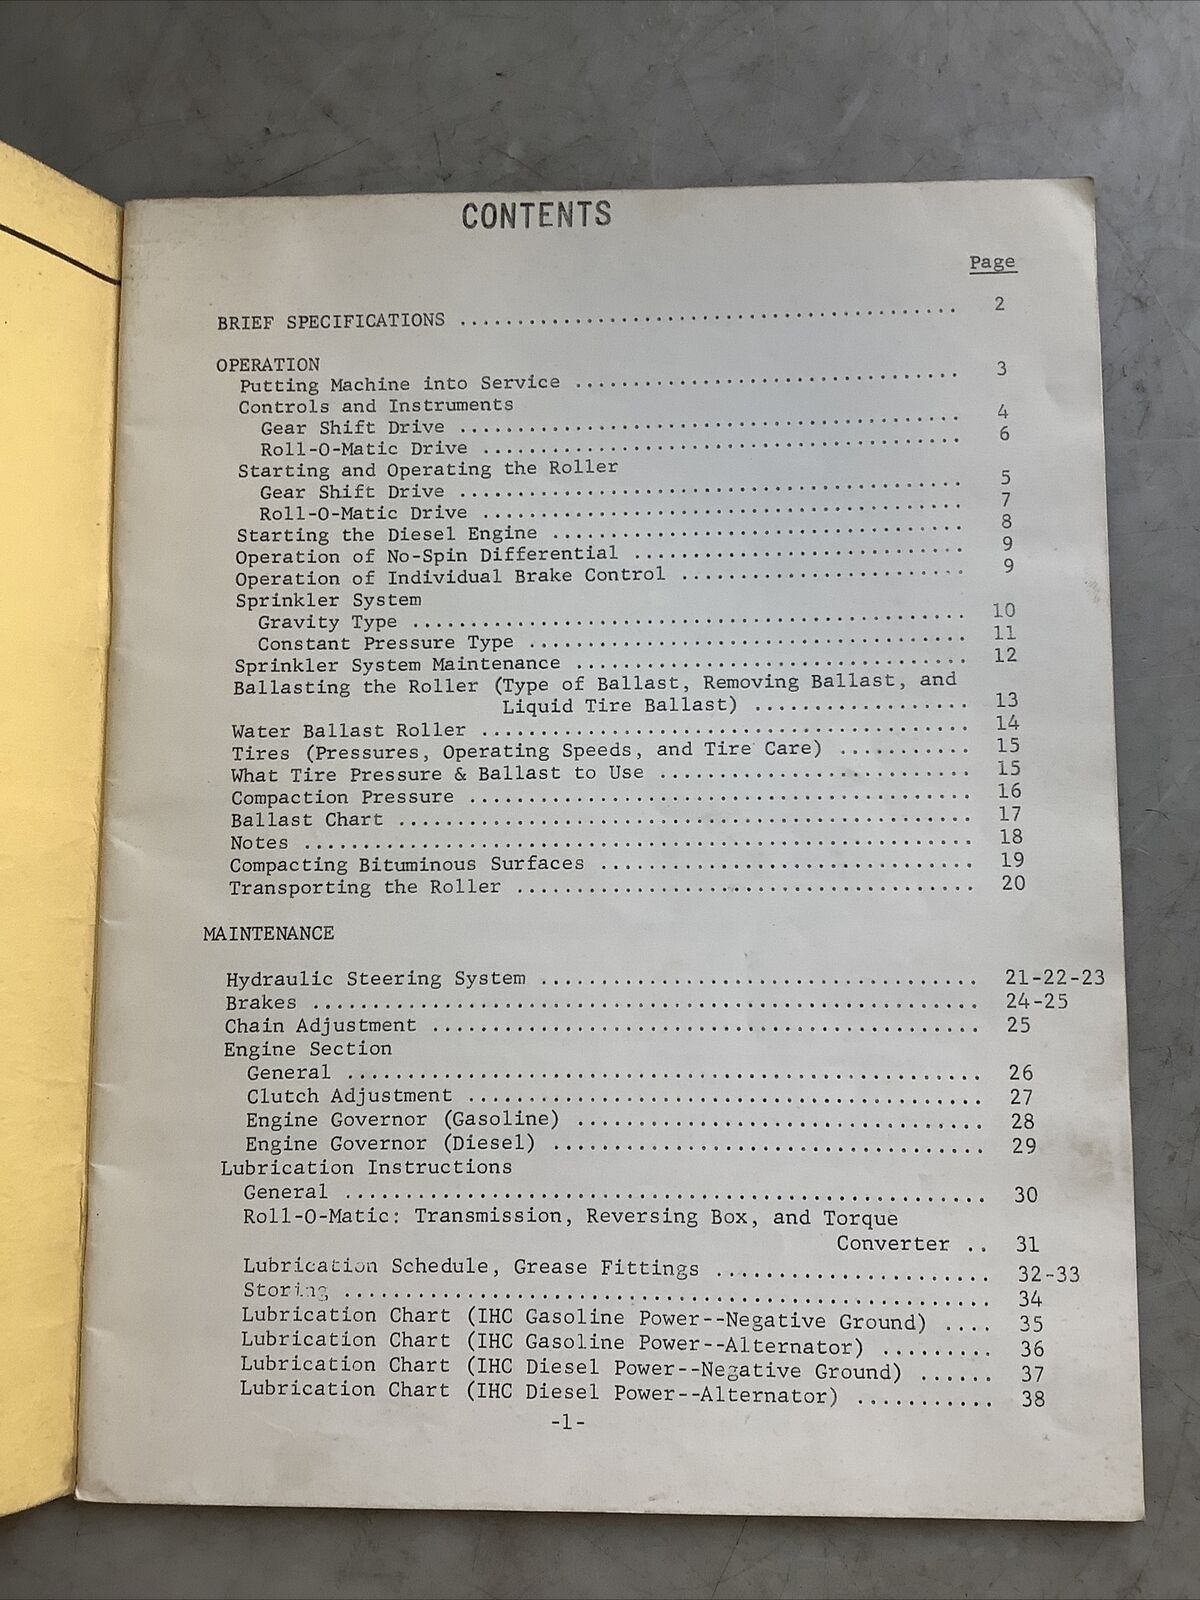 CONTENTS
Page
BRIEF SPECIFICATIONS ........................................... 2
OPERATION
Putting Machine into Service ................................. 3
Controls and Instruments
Gear Shift Drive ........................................... 4
Roll-O-Matic Drive ......................................... 6
Starting and Operating the Roller
Gear Shift Drive ........................................... 5
Roll-O-Matic Drive ......................................... 7
Starting the Diesel Engine ................................... 8
Operation of No-Spin Differential ............................ 9
Operation of Individual Brake Control ........................ 9
Sprinkler System
Gravity Type ............................................... 10
Constant Pressure Type ..................................... 11
Sprinkler System Maintenance ................................. 12
Ballasting the Roller (Type of Ballast, Removing Ballast, and
Liquid Tire Ballast) .................. 13
Water Ballast Roller ......................................... 14
Tires (Pressures, Operating Speeds, and Tire Care) ........... 15
What Tire Pressure & Ballast to Use .......................... 15
Compaction Pressure .......................................... 16
Ballast Chart ................................................ 17
Notes ........................................................ 18
Compacting Bituminous Surfaces ............................... 19
Transporting the Roller ...................................... 20
MAINTENANCE
Hydraulic Steering System .................................... 21-22-23
Brakes ....................................................... 24-25
Chain Adjustment ............................................. 25
Engine Section
General .................................................... 26
Clutch Adjustment .......................................... 27
Engine Governor (Gasoline) ................................. 28
Engine Governor (Diesel) ................................... 29
Lubrication Instructions
General .................................................... 30
Roll-O-Matic: Transmission, Reversing Box, and Torque
Converter .. 31
Lubrication Schedule, Grease Fittings ...................... 32-33
Storing .................................................... 34
Lubrication Chart (IHC Gasoline Power--Negative Ground) .... 35
Lubrication Chart (IHC Gasoline Power--Alternator) ......... 36
Lubrication Chart (IHC Diesel Power--Negative Ground) ...... 37
Lubrication Chart (IHC Diesel Power--Alternator) ........... 38
-1-